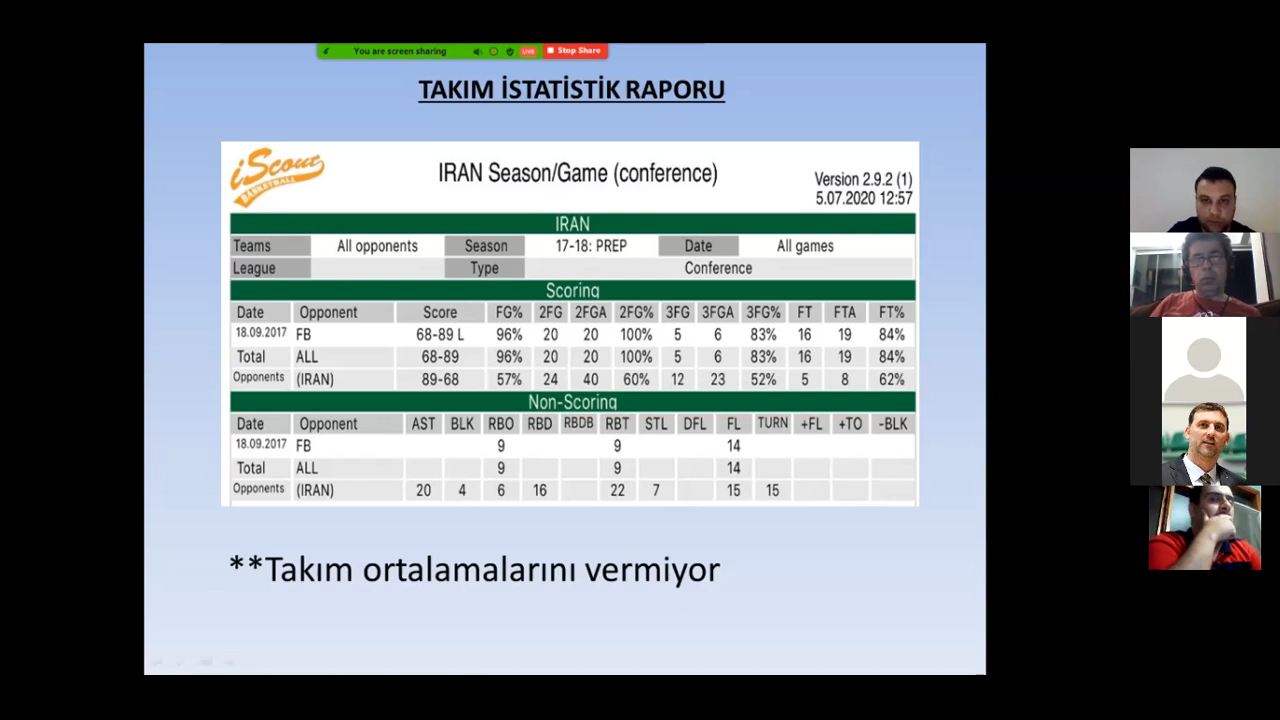 You are screen sharing LIVE Stop Share
TAKIM İSTATİSTİK RAPORU
iScout
BASKETBALL
IRAN Season/Game (conference)
Version 2.9.2 (1)
5.07.2020 12:57
IRAN
Teams All opponents Season 17-18: PREP Date All games
League Type Conference
Scoring
Date Opponent Score FG% 2FG 2FGA 2FG% 3FG 3FGA 3FG% FT FTA FT%
18.09.2017 FB 68-89 L 96% 20 20 100% 5 6 83% 16 19 84%
Total ALL 68-89 96% 20 20 100% 5 6 83% 16 19 84%
Opponents (IRAN) 89-68 57% 24 40 60% 12 23 52% 5 8 62%
Non-Scoring
Date Opponent AST BLK RBO RBD RBDB RBT STL DFL FL TURN +FL +TO -BLK
18.09.2017 FB 9 9 14
Total ALL 9 9 14
Opponents (IRAN) 20 4 6 16 22 7 15 15
**Takım ortalamalarını vermiyor